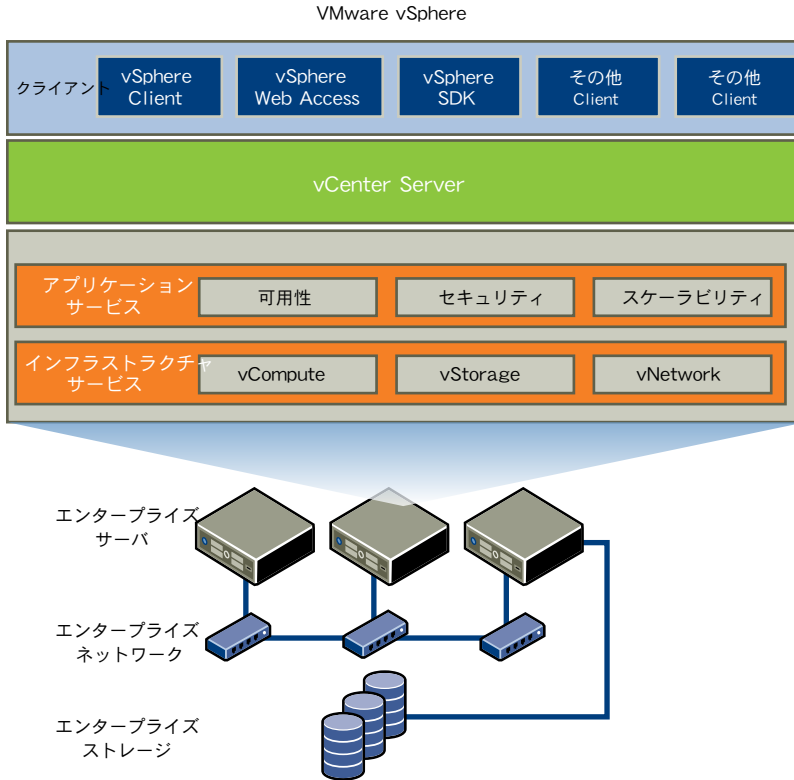 VMware vSphere
クライアント
vSphere
Client
vSphere
Web Access
vSphere
SDK
その他
Client
その他
Client
vCenter Server
アプリケーション
サービス
可用性
セキュリティ
スケーラビリティ
インフラストラクチャ
サービス
vCompute
vStorage
vNetwork
エンタープライズ
サーバ
エンタープライズ
ネットワーク
エンタープライズ
ストレージ